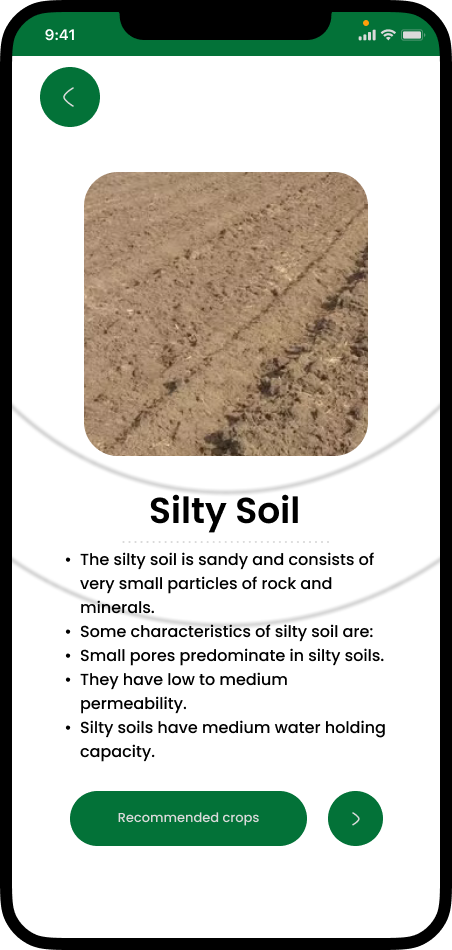 9:41
Silty Soil
• The silty soil is sandy and consists of
very small particles of rock and
minerals.
• Some characteristics of silty soil are:
• Small pores predominate in silty soils.
• They have low to medium
permeability.
• Silty soils have medium water holding
capacity.
Recommended crops